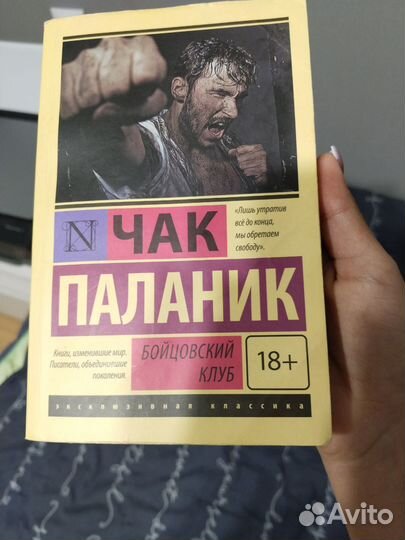 N
ЧАК
«Лишь утратив
всё до конца,
мы обретаем
свободу».
ПАЛАНИК
Книги, изменившие мир.
Писатели, объединившие
поколения.
БОЙЦОВСКИЙ
КЛУБ
18+
эксклюзивная классика
Avito